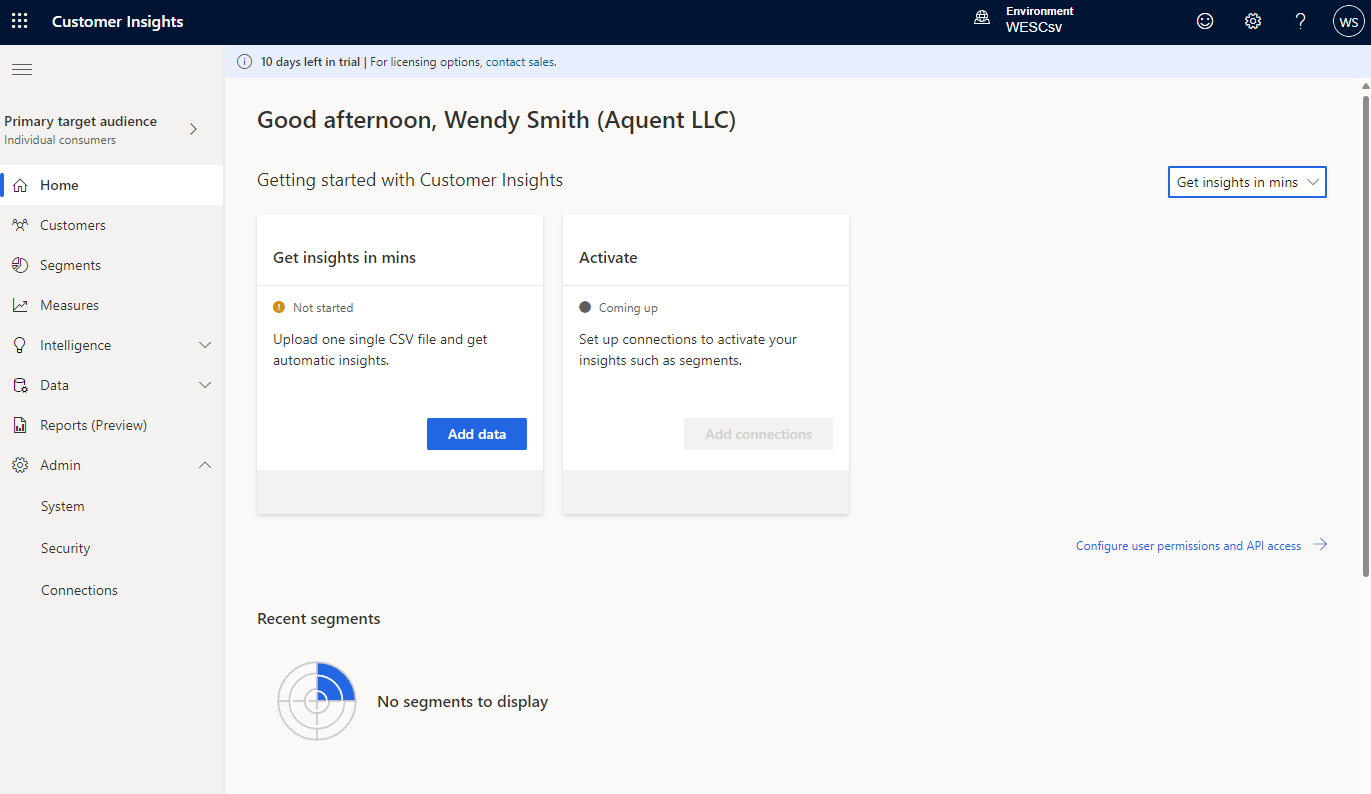 Customer Insights
Environment
WESCsv
?
WS
10 days left in trial | For licensing options, contact sales.
Primary target audience
Individual consumers
Home
Customers
Segments
Measures
Intelligence
Data
Reports (Preview)
Admin
System
Security
Connections
Good afternoon, Wendy Smith (Aquent LLC)
Getting started with Customer Insights
Get insights in mins
Get insights in mins
Not started
Upload one single CSV file and get
automatic insights.
Add data
Activate
Coming up
Set up connections to activate your
insights such as segments.
Add connections
Configure user permissions and API access
Recent segments
No segments to display